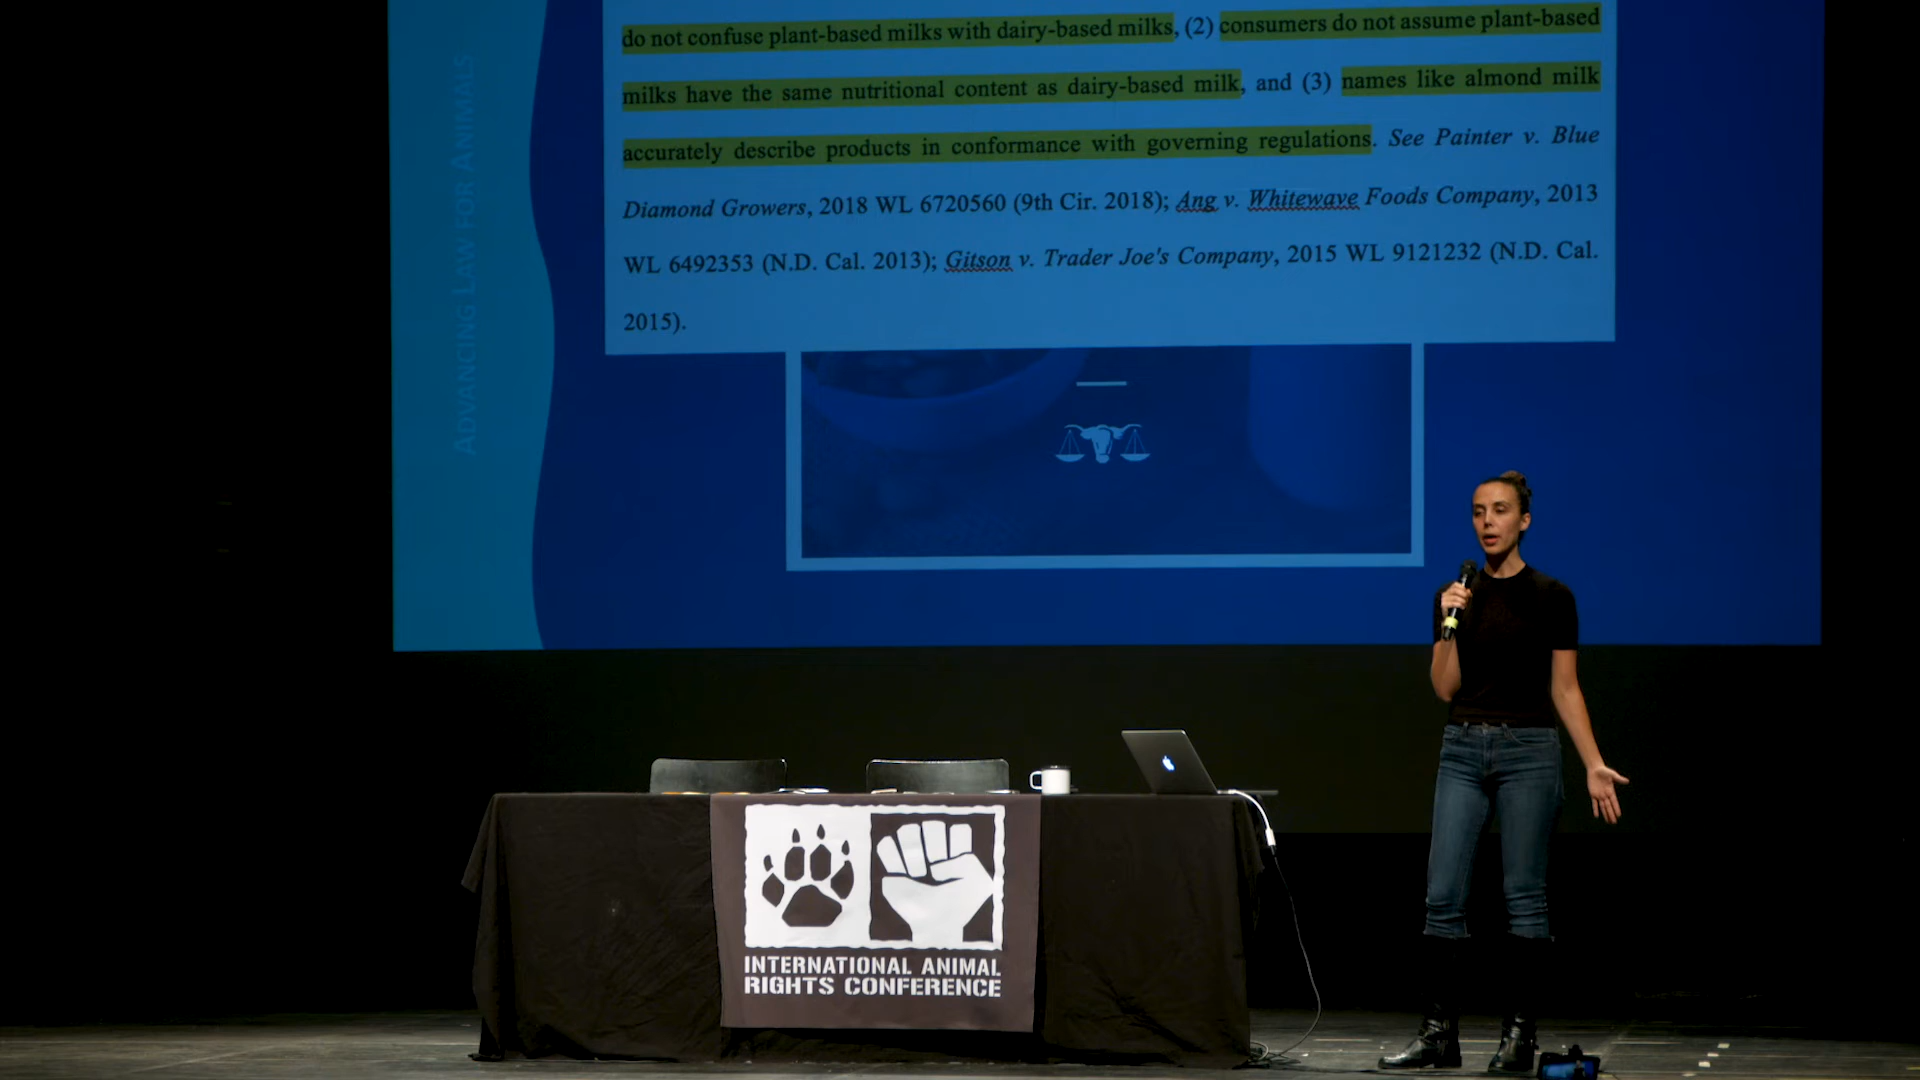 do not confuse plant-based milks with dairy-based milks, (2) consumers do not assume plant-based
milks have the same nutritional content as dairy-based milk, and (3) names like almond milk
accurately describe products in conformance with governing regulations. See Painter v. Blue
Diamond Growers, 2018 WL 6720560 (9th Cir. 2018); Ang v. Whitewave Foods Company, 2013
WL 6492353 (N.D. Cal. 2013); Gitson v. Trader Joe's Company, 2015 WL 9121232 (N.D. Cal.
2015).
ADVANCING LAW FOR ANIMALS
INTERNATIONAL ANIMAL
RIGHTS CONFERENCE